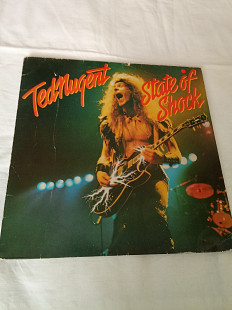 Ted Nugent
State of
Shock